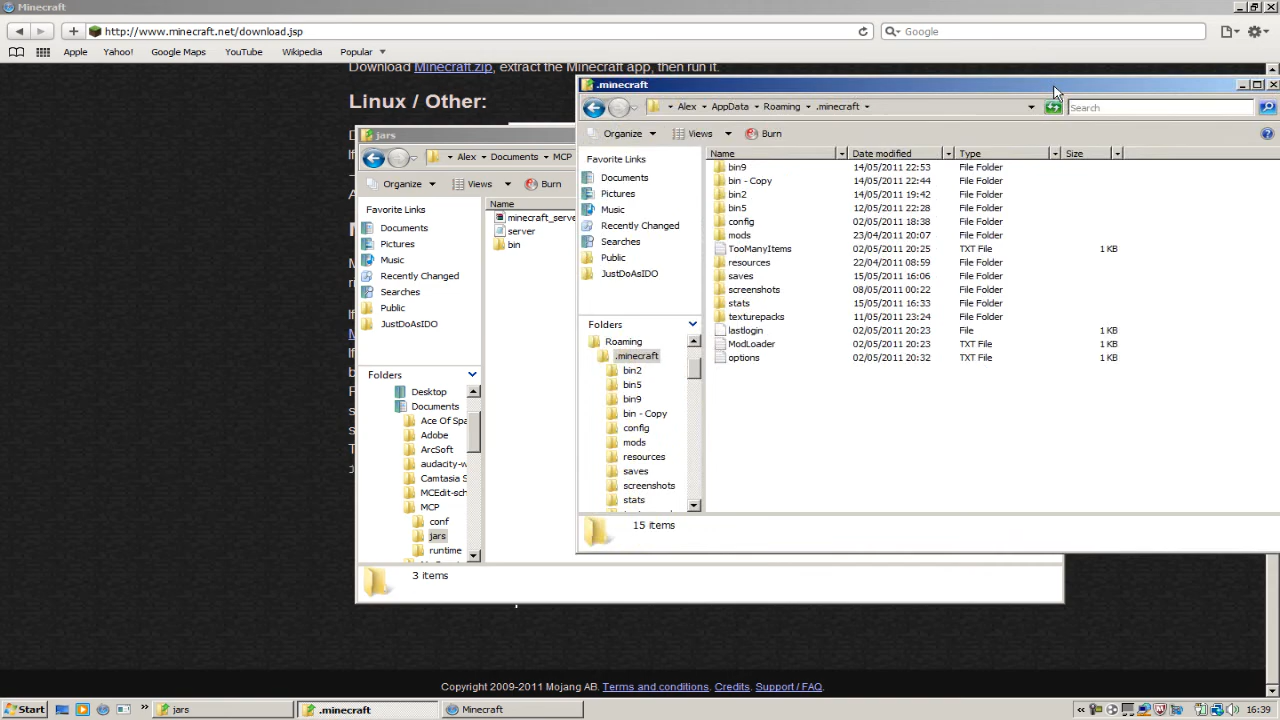 Minecraft
http://www.minecraft.net/download.jsp
Google
Apple
Yahoo!
Google Maps
YouTube
Wikipedia
Popular
Download Minecraft.zip, extract the Minecraft app, then run it.
Linux / Other:
jars
Alex
Documents
MCP
Organize
Views
Burn
Favorite Links
Documents
Pictures
Music
Recently Changed
Searches
Public
JustDoAsIDO
Folders
Desktop
Documents
Ace Of Spa
Adobe
ArcSoft
audacity-w
Camtasia S
MCEdit-sch
MCP
conf
jars
runtime
Name
minecraft_serve
server
bin
3 items
.minecraft
Alex
AppData
Roaming
.minecraft
Search
Organize
Views
Burn
Favorite Links
Documents
Pictures
Music
Recently Changed
Searches
Public
JustDoAsIDO
Folders
Roaming
.minecraft
bin2
bin5
bin9
bin - Copy
config
mods
resources
saves
screenshots
stats
Name Date modified Type Size
bin9 14/05/2011 22:53 File Folder
bin - Copy 14/05/2011 22:44 File Folder
bin2 14/05/2011 19:42 File Folder
bin5 12/05/2011 22:28 File Folder
config 02/05/2011 18:38 File Folder
mods 23/04/2011 20:07 File Folder
TooManyItems 02/05/2011 20:25 TXT File 1 KB
resources 22/04/2011 08:59 File Folder
saves 15/05/2011 16:06 File Folder
screenshots 08/05/2011 00:22 File Folder
stats 15/05/2011 16:33 File Folder
texturepacks 11/05/2011 23:24 File Folder
lastlogin 02/05/2011 20:23 File 1 KB
ModLoader 02/05/2011 20:23 TXT File 1 KB
options 02/05/2011 20:32 TXT File 1 KB
15 items
Copyright 2009-2011 Mojang AB. Terms and conditions. Credits. Support / FAQ.
Start
jars
.minecraft
Minecraft
16:39